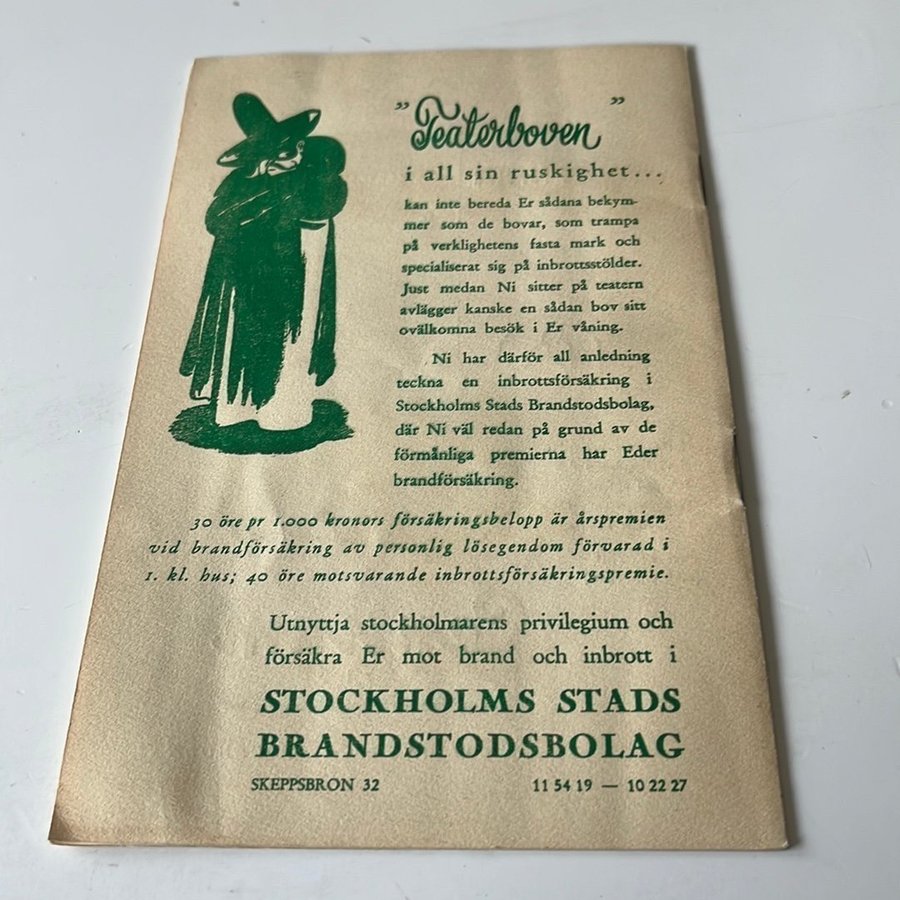 "Teaterboven"
i all sin ruskighet...
kan inte bereda Er sådana bekym-
mer som de bovar, som trampa
på verklighetens fasta mark och
specialiserat sig på inbrottsstölder.
Just medan Ni sitter på teatern
avlägger kanske en sådan bov sitt
ovälkomna besök i Er våning.
Ni har därför all anledning
teckna en inbrottsförsäkring i
Stockholms Stads Brandstodsbolag,
där Ni väl redan på grund av de
förmånliga premierna har Eder
brandförsäkring.
30 öre pr 1.000 kronors försäkringsbelopp är årspremien
vid brandförsäkring av personlig lösegendom förvarad i
1. kl. hus; 40 öre motsvarande inbrottsförsäkringspremie.
Utnyttja stockholmarens privilegium och
försäkra Er mot brand och inbrott i
STOCKHOLMS STADS
BRANDSTODSBOLAG
SKEPPSBRON 32 11 54 19 — 10 22 27